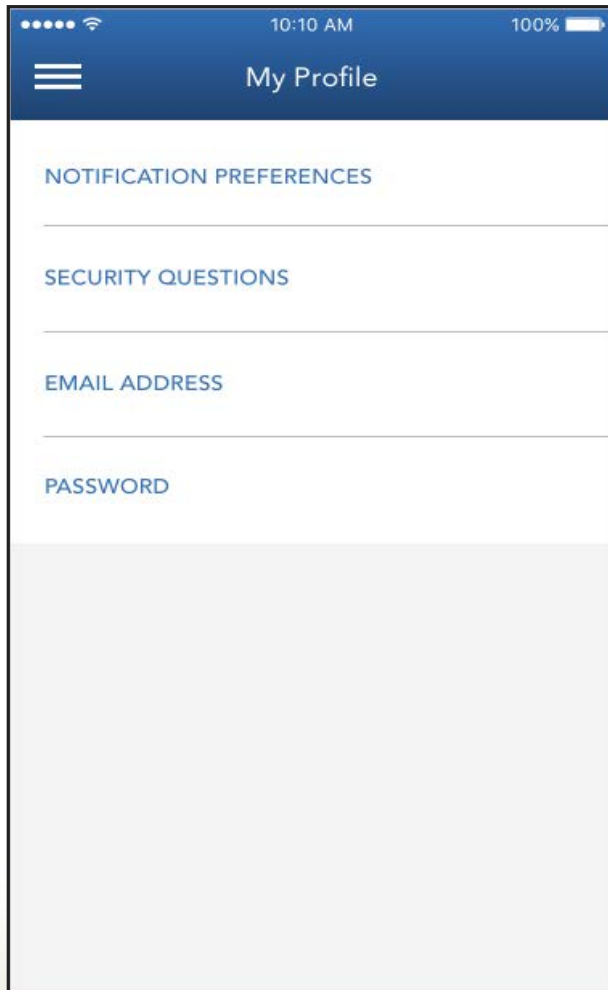 10:10 AM
100%
My Profile
NOTIFICATION PREFERENCES
SECURITY QUESTIONS
EMAIL ADDRESS
PASSWORD